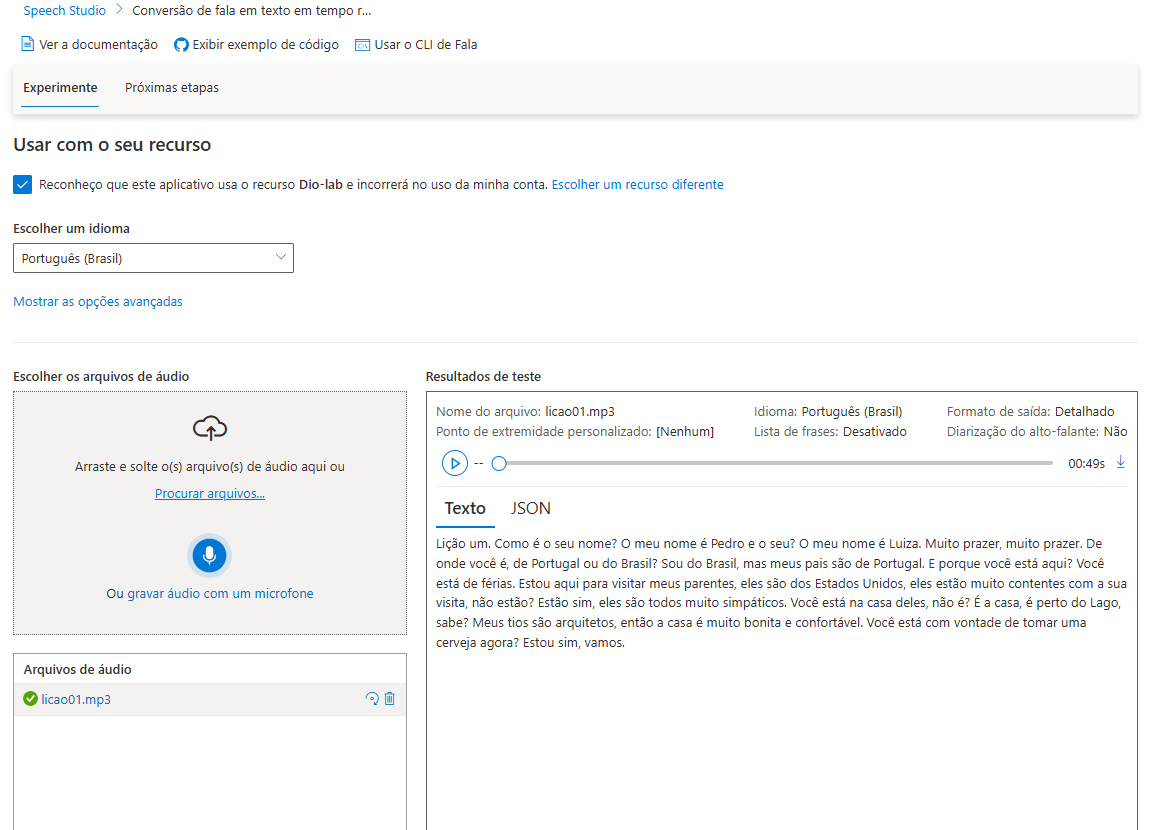 Speech Studio > Conversão de fala em texto em tempo r...
Ver a documentação Exibir exemplo de código Usar o CLI de Fala
Experimente Próximas etapas
Usar com o seu recurso
Reconheço que este aplicativo usa o recurso Dio-lab e incorrerá no uso da minha conta. Escolher um recurso diferente
Escolher um idioma
Português (Brasil)
Mostrar as opções avançadas
Escolher os arquivos de áudio
Arraste e solte o(s) arquivo(s) de áudio aqui ou
Procurar arquivos...
Ou gravar áudio com um microfone
Arquivos de áudio
licao01.mp3
Resultados de teste
Nome do arquivo: licao01.mp3 Idioma: Português (Brasil) Formato de saída: Detalhado
Ponto de extremidade personalizado: [Nenhum] Lista de frases: Desativado Diarização do alto-falante: Não
-- 00:49s
Texto JSON
Lição um. Como é o seu nome? O meu nome é Pedro e o seu? O meu nome é Luiza. Muito prazer, muito prazer. De
onde você é, de Portugal ou do Brasil? Sou do Brasil, mas meus pais são de Portugal. E porque você está aqui? Você
está de férias. Estou aqui para visitar meus parentes, eles são dos Estados Unidos, eles estão muito contentes com a sua
visita, não estão? Estão sim, eles são todos muito simpáticos. Você está na casa deles, não é? É a casa, é perto do Lago,
sabe? Meus tios são arquitetos, então a casa é muito bonita e confortável. Você está com vontade de tomar uma
cerveja agora? Estou sim, vamos.